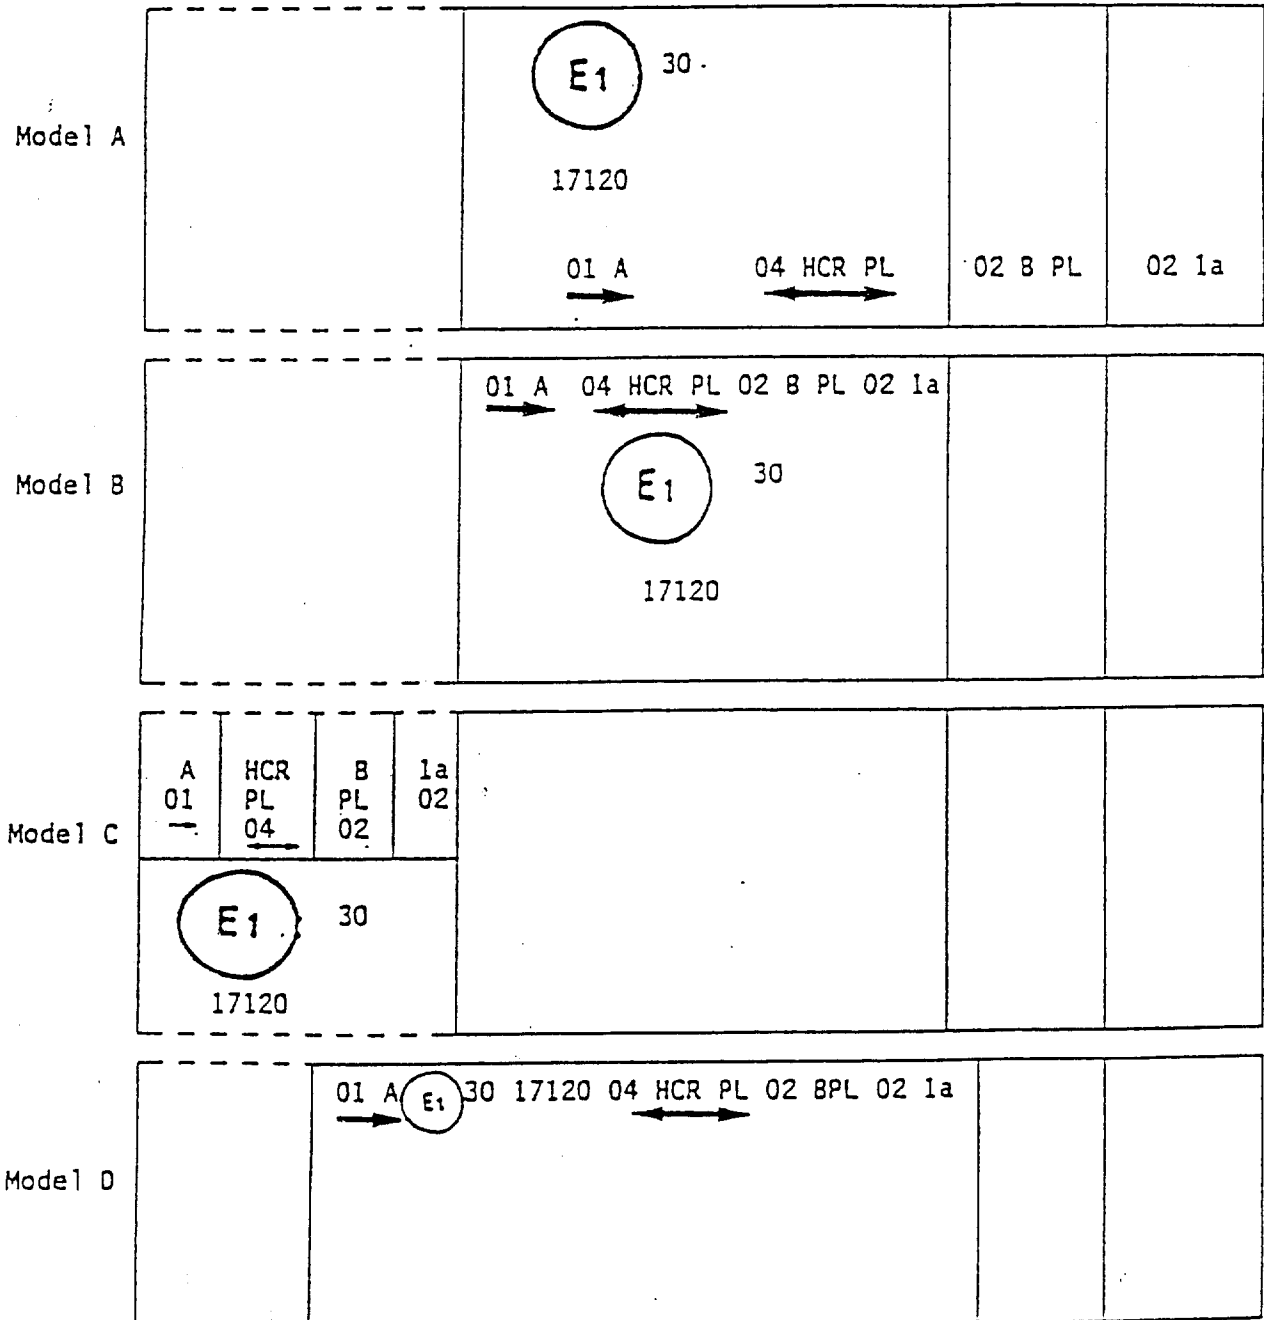 E1 30
Model A
17120
01 A 04 HCR PL 02 B PL 02 1a
01 A 04 HCR PL 02 B PL 02 1a
Model B
E1 30
17120
A HCR B 1a
01 PL PL 02
04 02
Model C
E1 30
17120
01 A E1 30 17120 04 HCR PL 02 BPL 02 1a
Model D